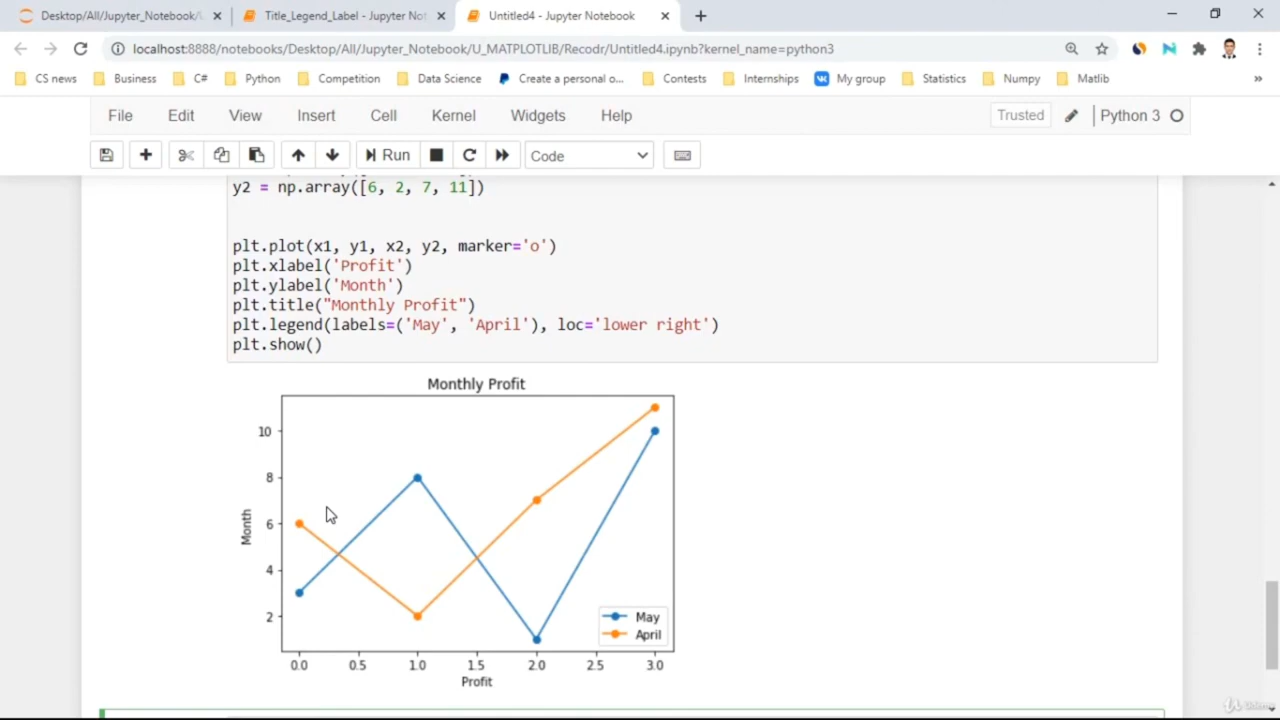 Desktop/All/Jupyter_Notebook/
Title_Legend_Label - Jupyter Not
Untitled4 - Jupyter Notebook
localhost:8888/notebooks/Desktop/All/Jupyter_Notebook/U_MATPLOTLIB/Recodr/Untitled4.ipynb?kernel_name=python3
CS news Business C# Python Competition Data Science Create a personal o... Contests Internships My group Statistics Numpy Matlib »
File Edit View Insert Cell Kernel Widgets Help Trusted Python 3
Run Code
y2 = np.array([6, 2, 7, 11])
plt.plot(x1, y1, x2, y2, marker='o')
plt.xlabel('Profit')
plt.ylabel('Month')
plt.title("Monthly Profit")
plt.legend(labels=('May', 'April'), loc='lower right')
plt.show()
Monthly Profit
10
8
6
4
2
Month
May
April
0.0 0.5 1.0 1.5 2.0 2.5 3.0
Profit
Udemy